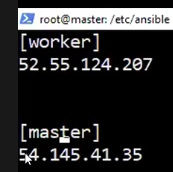 root@master: /etc/ansible
[worker]
52.55.124.207
[master]
54.145.41.35